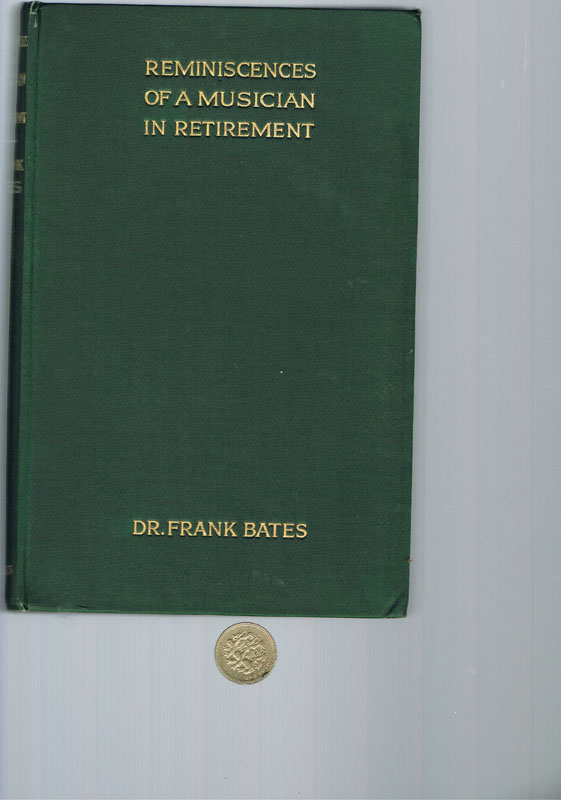 REMINISCENCES
OF A MUSICIAN
IN RETIREMENT
DR. FRANK BATES